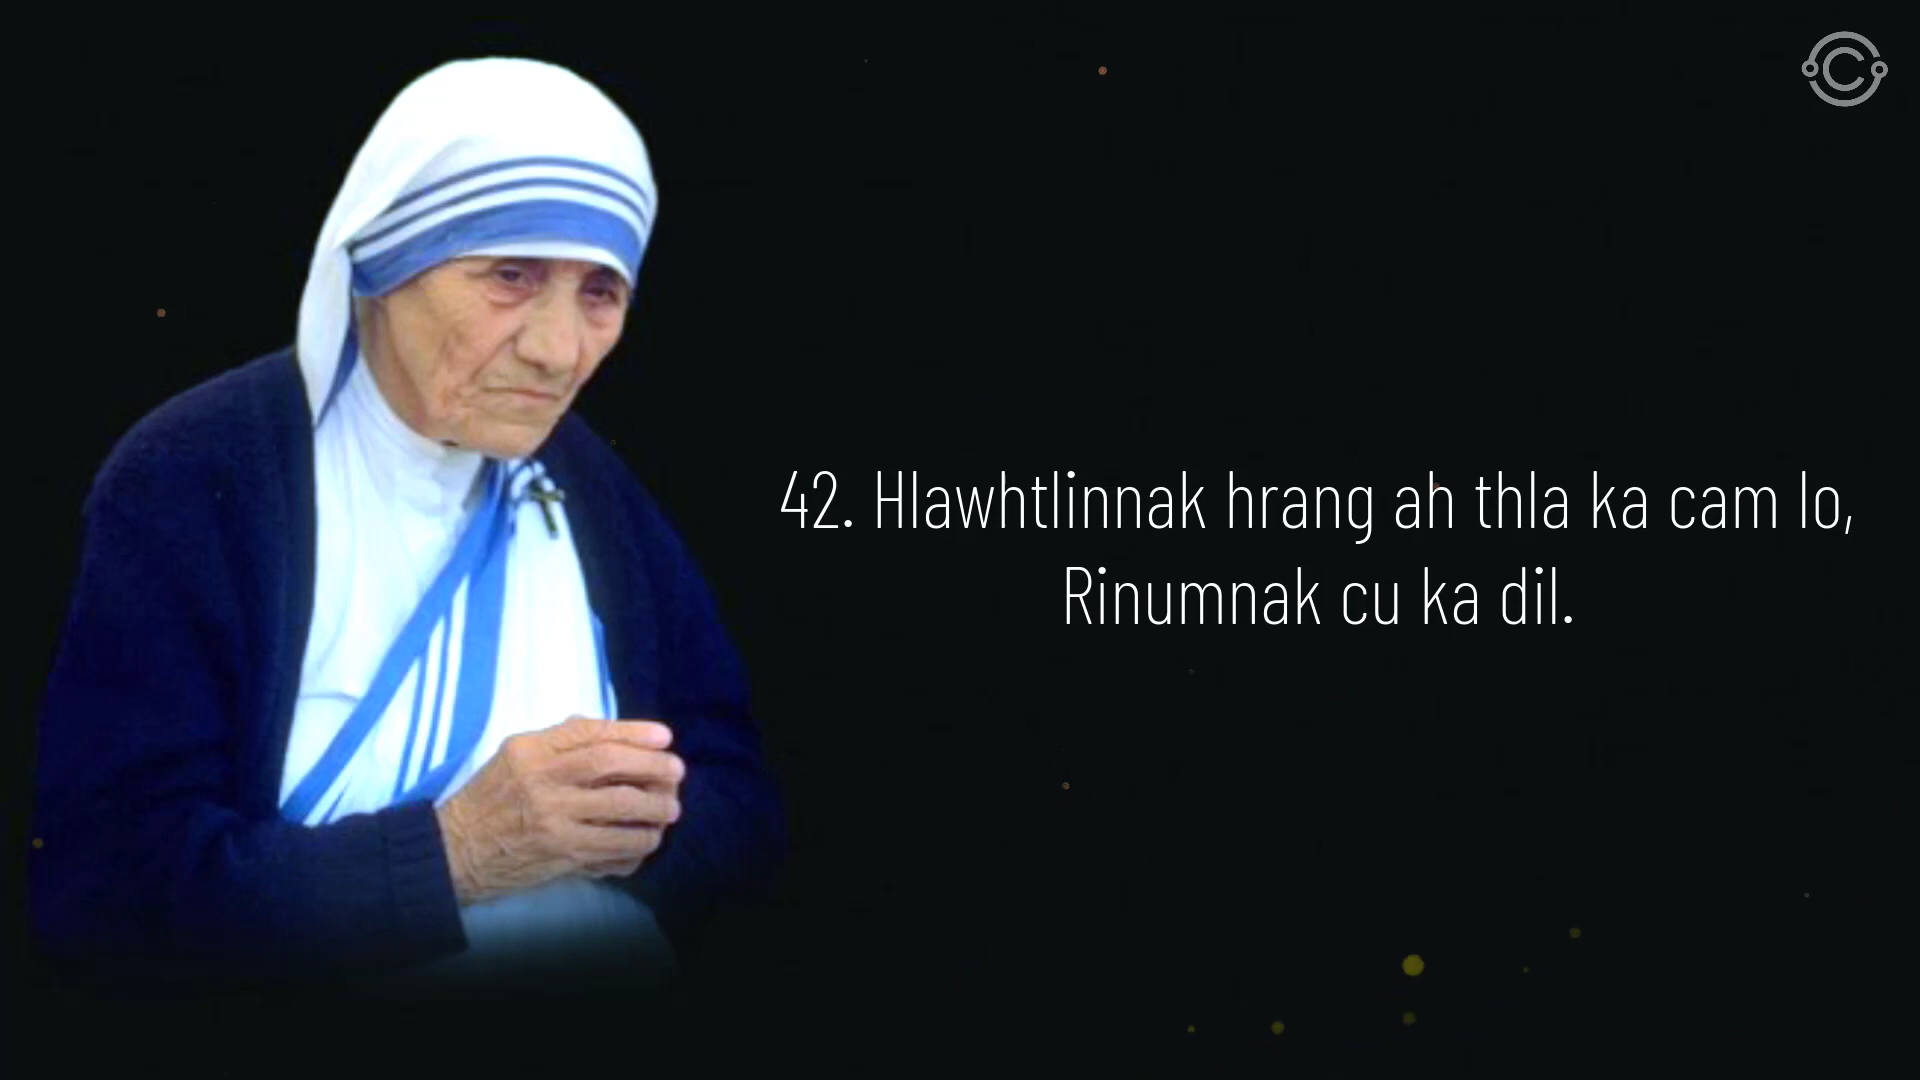 42. Hlawhtlinnak hrang ah thla ka cam lo,
Rinumnak cu ka dil.